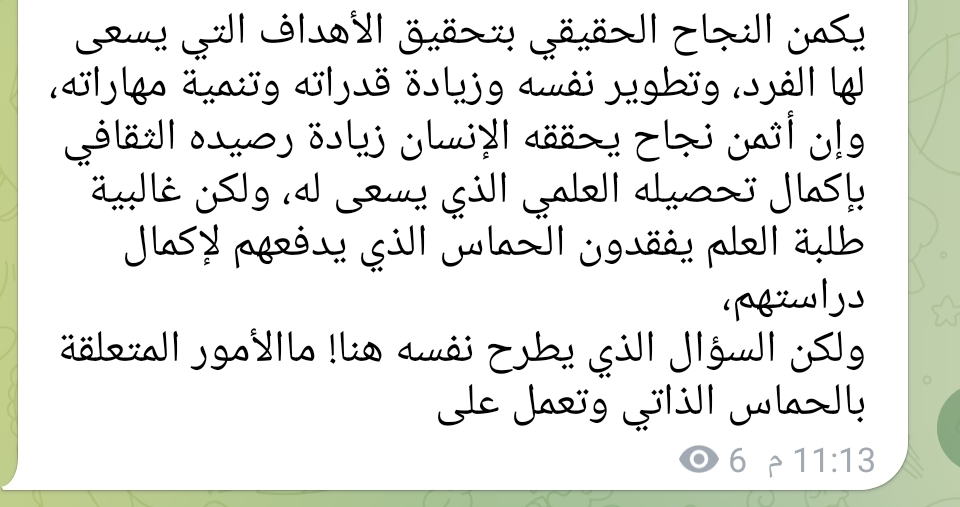 يكمن النجاح الحقيقي بتحقيق الأهداف التي يسعى
لها الفرد، وتطوير نفسه وزيادة قدراته وتنمية مهاراته،
وإن أثمن نجاح يحققه الإنسان زيادة رصيده الثقافي
بإكمال تحصيله العلمي الذي يسعى له، ولكن غالبية
طلبة العلم يفقدون الحماس الذي يدفعهم لإكمال
دراستهم،
ولكن السؤال الذي يطرح نفسه هنا! ماالأمور المتعلقة
بالحماس الذاتي وتعمل على
11:13 م 6